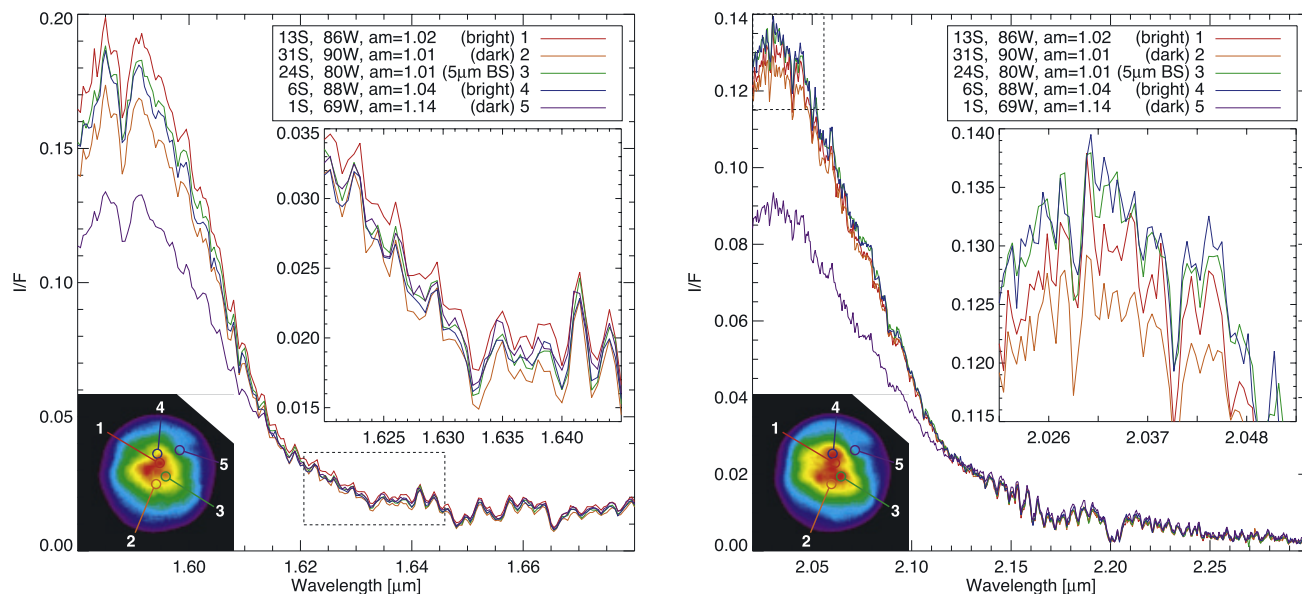 0.20
0.15
0.10
0.05
0.00
I/F
13S, 86W, am=1.02 (bright) 1
31S, 90W, am=1.01 (dark) 2
24S, 80W, am=1.01 (5μm BS) 3
6S, 88W, am=1.04 (bright) 4
1S, 69W, am=1.14 (dark) 5
0.035
0.030
0.025
0.020
0.015
1.625 1.630 1.635 1.640
4
1
5
3
2
1.60 1.62 1.64 1.66
Wavelength [μm]
0.14
0.12
0.10
0.08
0.06
0.04
0.02
0.00
I/F
13S, 86W, am=1.02 (bright) 1
31S, 90W, am=1.01 (dark) 2
24S, 80W, am=1.01 (5μm BS) 3
6S, 88W, am=1.04 (bright) 4
1S, 69W, am=1.14 (dark) 5
0.140
0.135
0.130
0.125
0.120
0.115
2.026 2.037 2.048
4
1
5
3
2
2.05 2.10 2.15 2.20 2.25
Wavelength [μm]